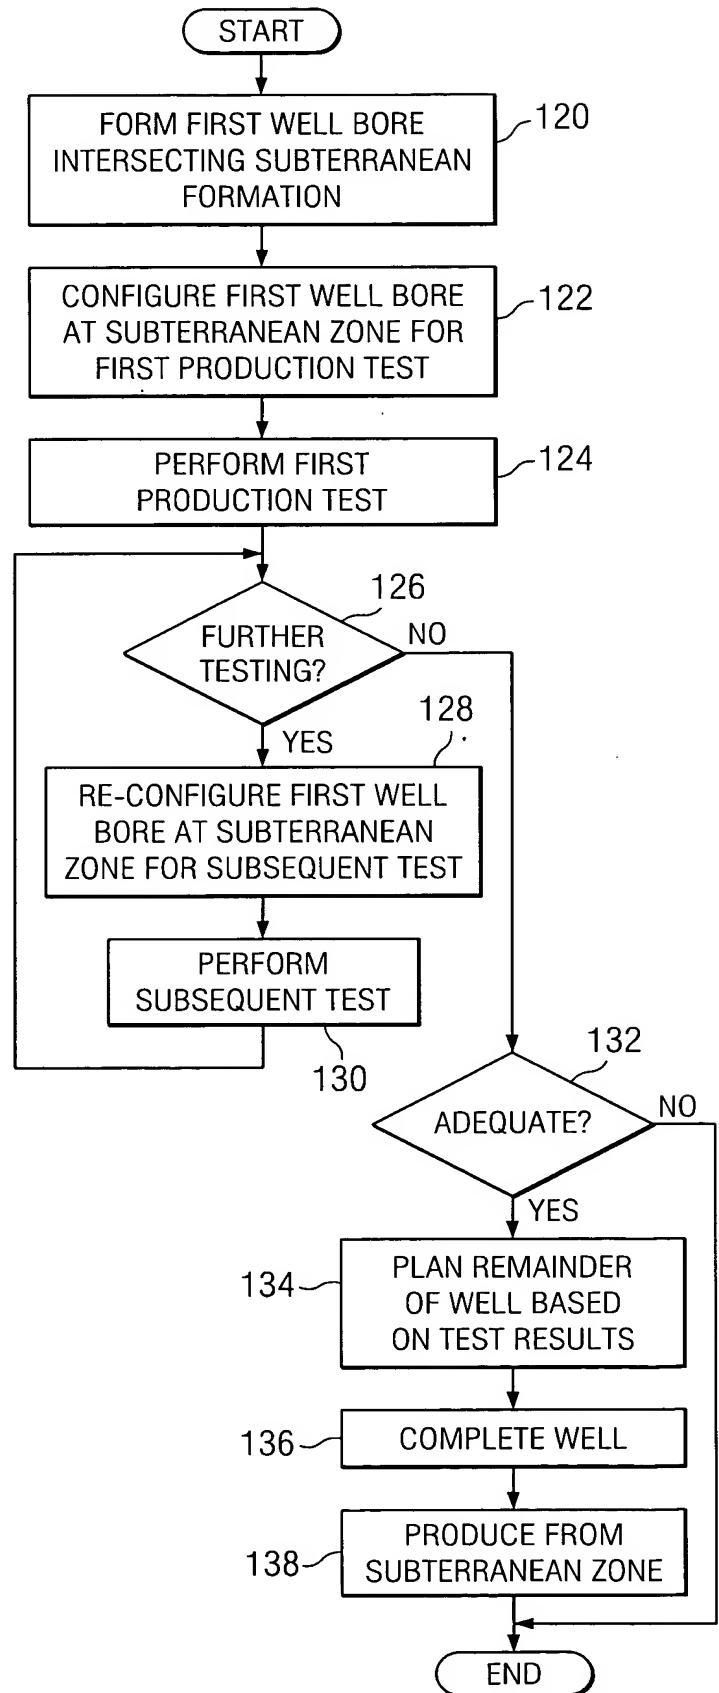 START
FORM FIRST WELL BORE
INTERSECTING SUBTERRANEAN
FORMATION
120
CONFIGURE FIRST WELL BORE
AT SUBTERRANEAN ZONE FOR
FIRST PRODUCTION TEST
122
PERFORM FIRST
PRODUCTION TEST
124
126
FURTHER
TESTING?
NO
YES
128
RE-CONFIGURE FIRST WELL
BORE AT SUBTERRANEAN
ZONE FOR SUBSEQUENT TEST
PERFORM
SUBSEQUENT TEST
130
132
ADEQUATE?
NO
YES
134
PLAN REMAINDER
OF WELL BASED
ON TEST RESULTS
136
COMPLETE WELL
138
PRODUCE FROM
SUBTERRANEAN ZONE
END